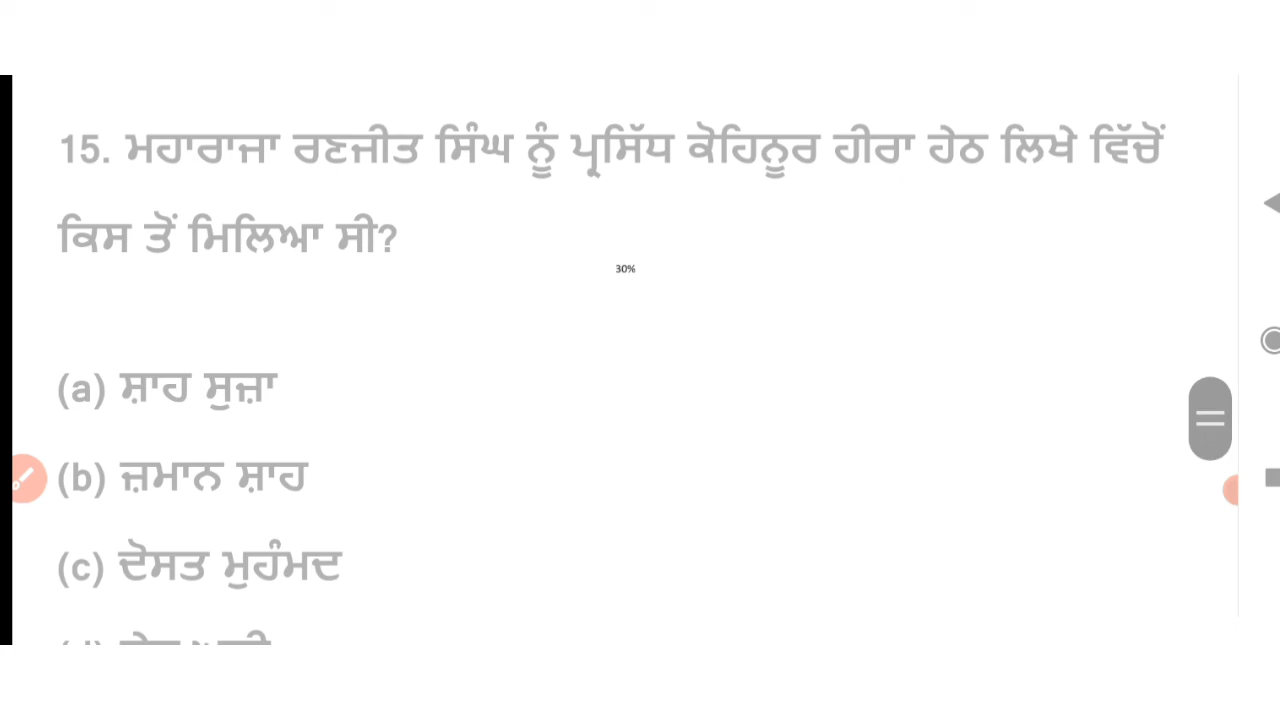 15. ਮਹਾਰਾਜਾ ਰਣਜੀਤ ਸਿੰਘ ਨੂੰ ਪ੍ਰਸਿੱਧ ਕੋਹਿਨੂਰ ਹੀਰਾ ਹੇਠ ਲਿਖੇ ਵਿੱਚੋਂ
ਕਿਸ ਤੋਂ ਮਿਲਿਆ ਸੀ?
30%
(a) ਸ਼ਾਹ ਸੁਜ਼ਾ
(b) ਜ਼ਮਾਨ ਸ਼ਾਹ
(c) ਦੋਸਤ ਮੁਹੰਮਦ